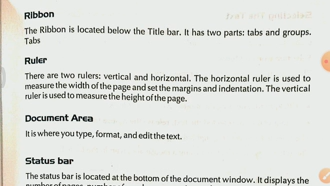 Ribbon
The Ribbon is located below the Title bar. It has two parts: tabs and groups.
Tabs
Ruler
There are two rulers: vertical and horizontal. The horizontal ruler is used to
measure the width of the page and set the margins and indentation. The vertical
ruler is used to measure the height of the page.
Document Area
It is where you type, format, and edit the text.
Status bar
The status bar is located at the bottom of the document window. It displays the
number of pages, number